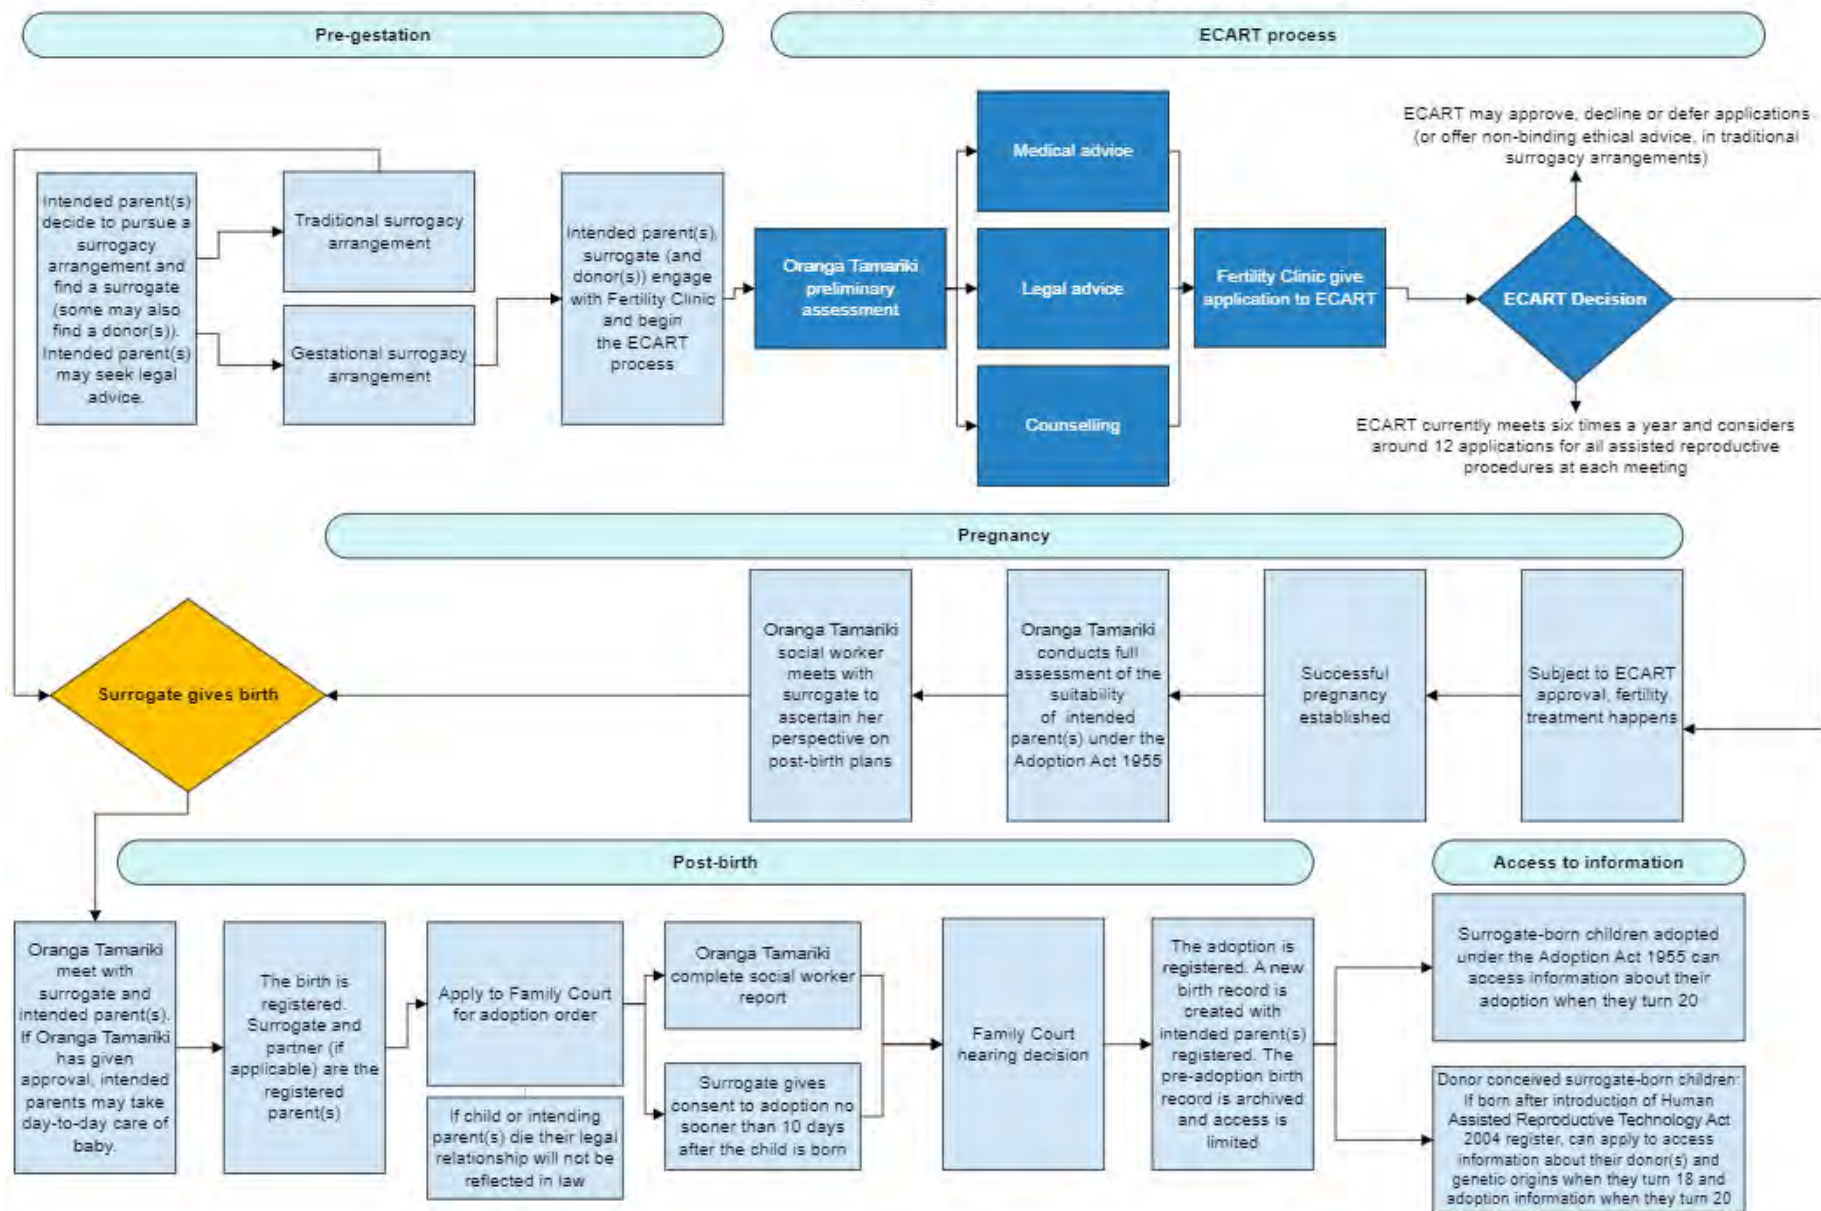 Pre-gestation
ECART process
Intended parent(s)
decide to pursue a
surrogacy
arrangement and
find a surrogate
(some may also
find a donor(s)).
Intended parent(s)
may seek legal
advice.
Traditional surrogacy
arrangement
Gestational surrogacy
arrangement
Intended parent(s),
surrogate (and
donor(s)) engage
with Fertility Clinic
and begin
the ECART
process
Oranga Tamariki
preliminary
assessment
Medical advice
Legal advice
Counselling
Fertility Clinic give
application to ECART
ECART may approve, decline or defer applications
(or offer non-binding ethical advice, in traditional
surrogacy arrangements)
ECART Decision
ECART currently meets six times a year and considers
around 12 applications for all assisted reproductive
procedures at each meeting
Pregnancy
Surrogate gives birth
Oranga Tamariki
social worker
meets with
surrogate to
ascertain her
perspective on
post-birth plans
Oranga Tamariki
conducts full
assessment of the
suitability
of intended
parent(s) under the
Adoption Act 1955
Successful
pregnancy
established
Subject to ECART
approval, fertility
treatment happens
Post-birth
Access to information
Oranga Tamariki
meet with
surrogate and
intended parent(s).
If Oranga Tamariki
has given
approval, intended
parents may take
day-to-day care of
baby.
The birth is
registered.
Surrogate and
partner (if
applicable) are the
registered
parent(s)
Apply to Family Court
for adoption order
If child or intending
parent(s) die their legal
relationship will not be
reflected in law
Oranga Tamariki
complete social worker
report
Surrogate gives
consent to adoption no
sooner than 10 days
after the child is born
Family Court
hearing decision
The adoption is
registered. A new
birth record is
created with
intended parent(s)
registered. The
pre-adoption birth
record is archived
and access is
limited
Surrogate-born children adopted
under the Adoption Act 1955 can
access information about their
adoption when they turn 20
Donor conceived surrogate-born children:
If born after introduction of Human
Assisted Reproductive Technology Act
2004 register, can apply to access
information about their donor(s) and
genetic origins when they turn 18 and
adoption information when they turn 20